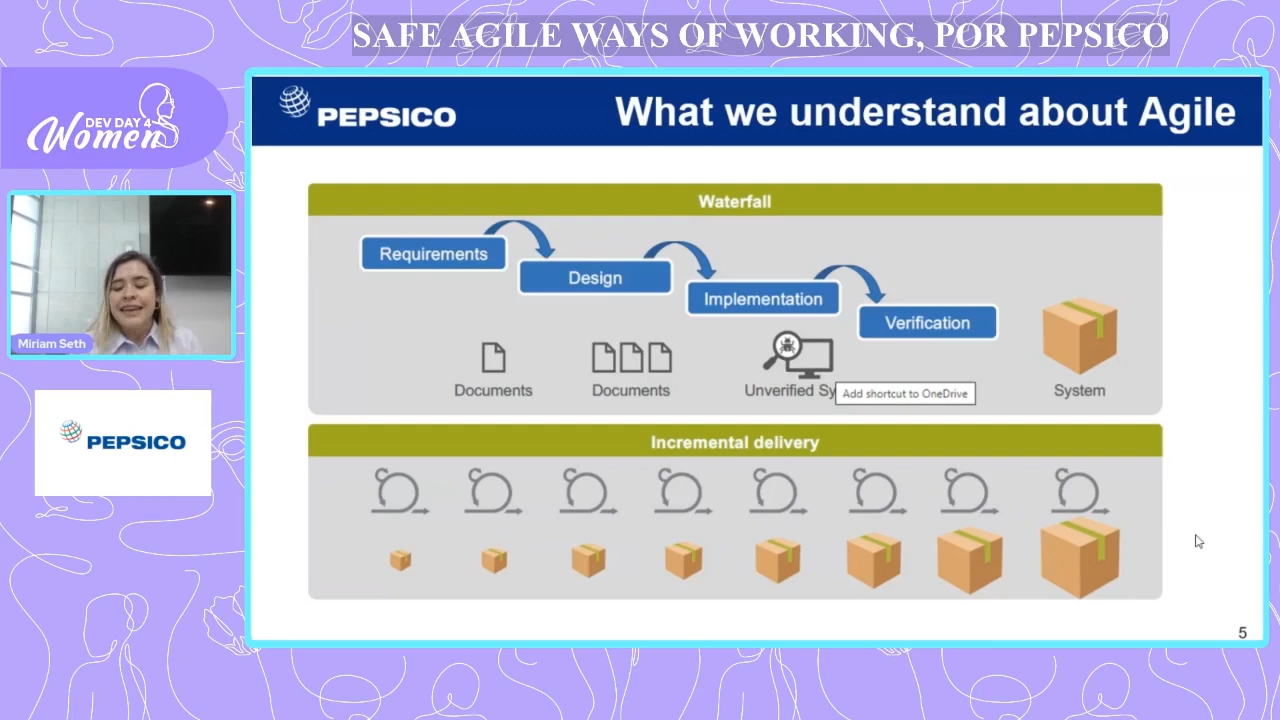 SAFE AGILE WAYS OF WORKING, POR PEPSICO
DEV DAY 4
Women
PEPSICO
What we understand about Agile
Waterfall
Requirements
Design
Implementation
Verification
Documents
Documents
Unverified Sy
Add shortcut to OneDrive
System
Miriam Seth
PEPSICO
Incremental delivery
5